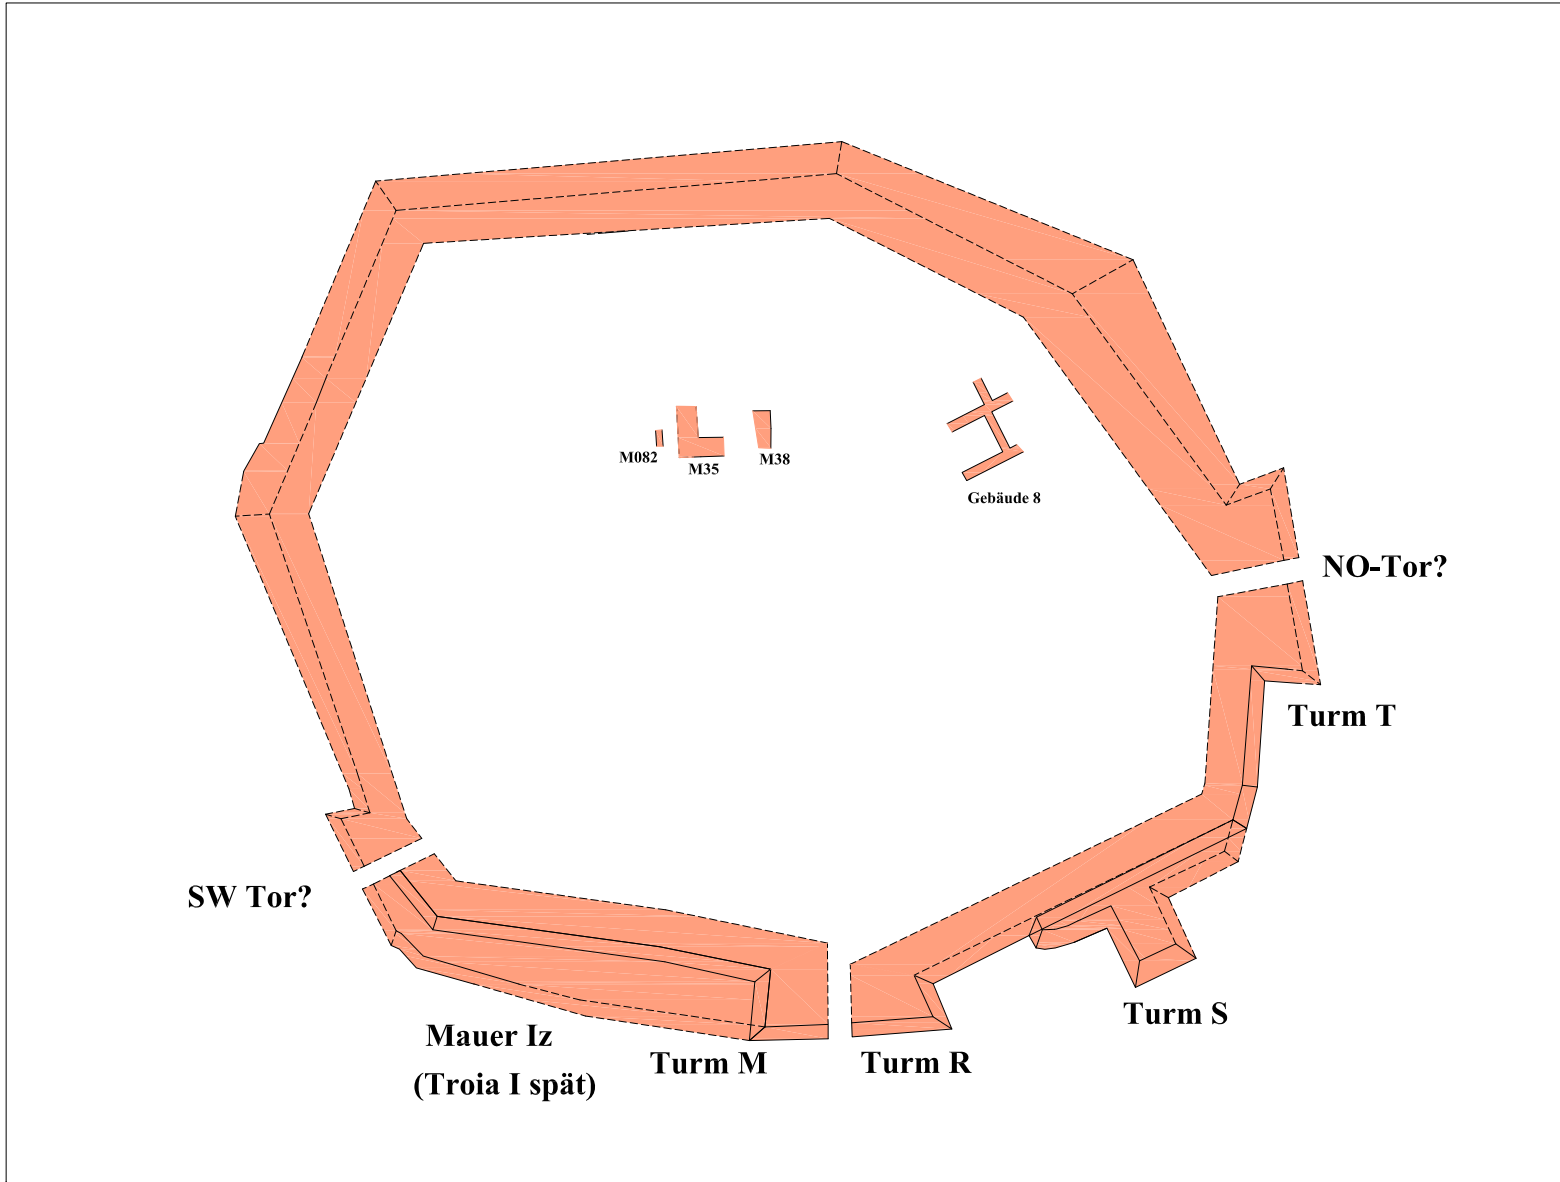 M082
M35
M38
Gebäude 8
NO-Tor?
Turm T
SW Tor?
Turm S
Mauer Iz
(Troia I spät)
Turm M
Turm R